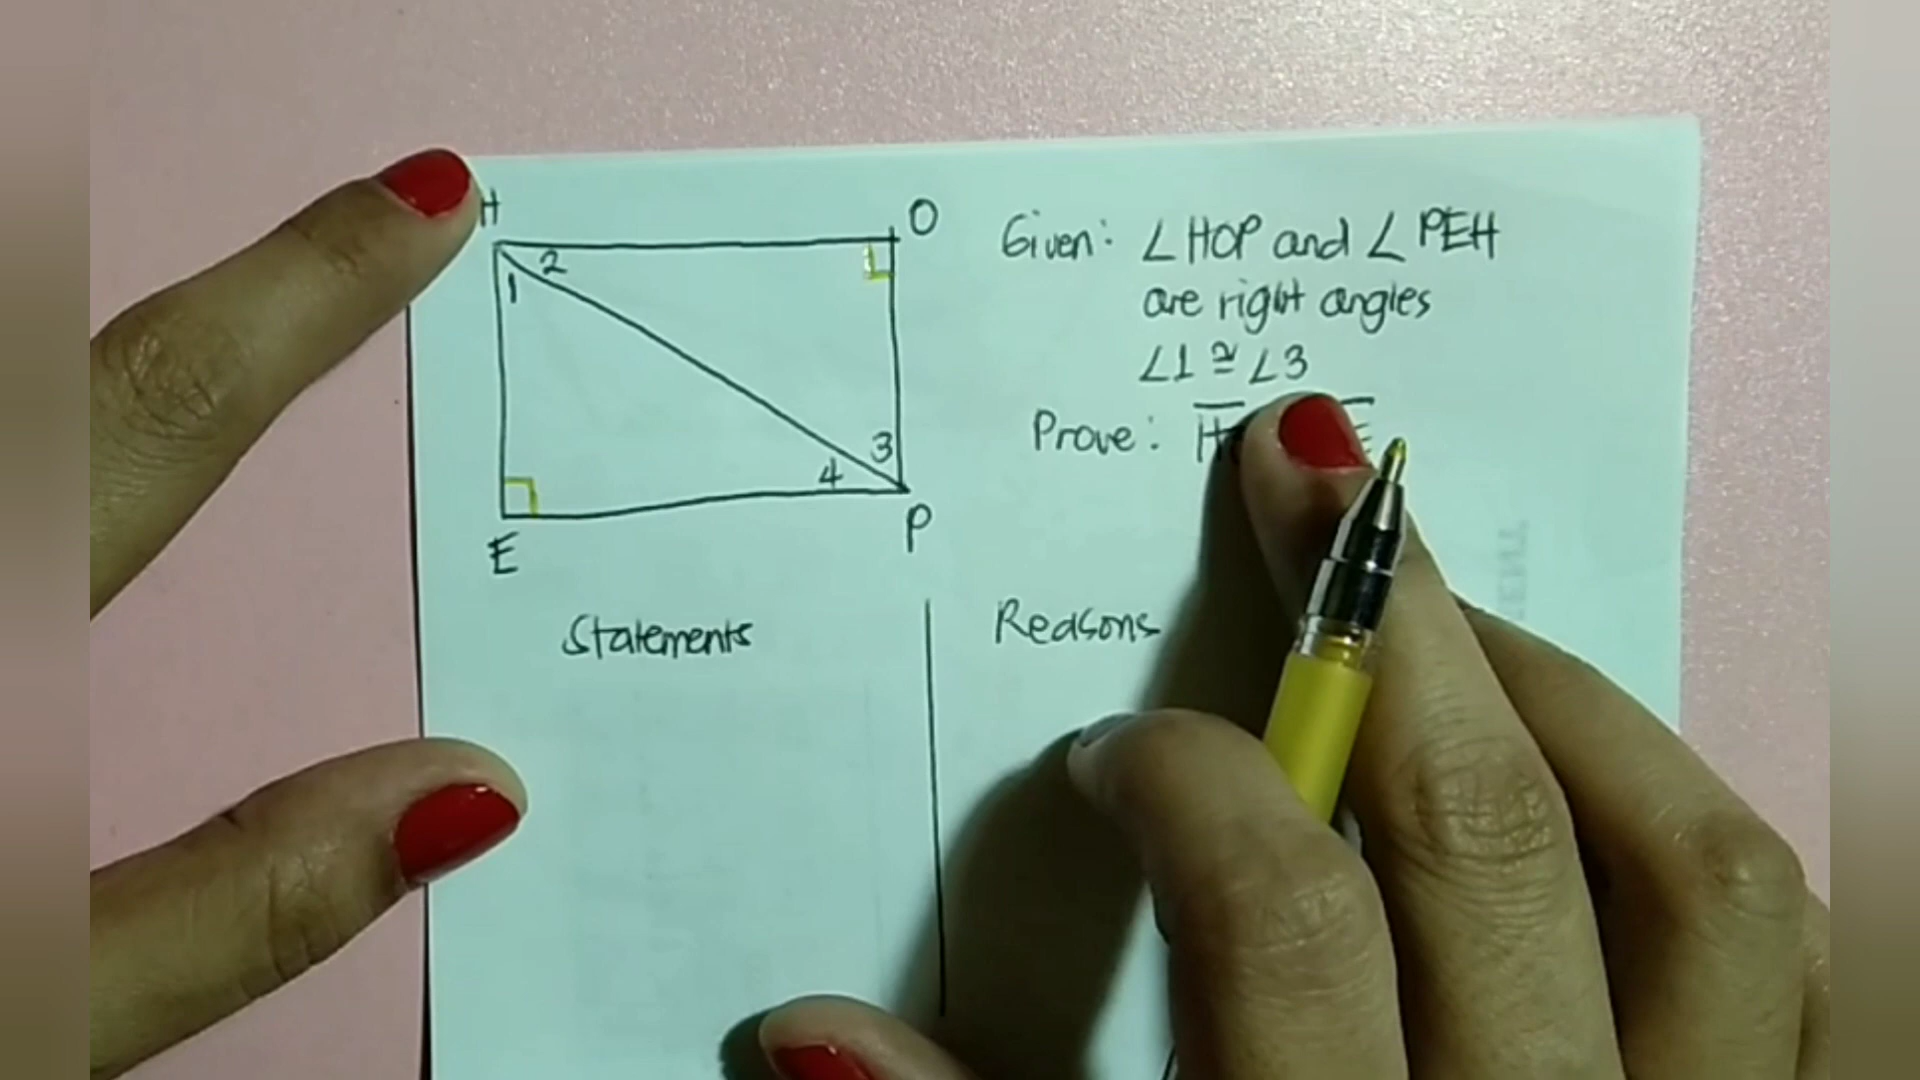 H
O
2
1
3
4
E
P
Given: ∠HOP and ∠PEH
are right angles
∠1 ≅ ∠3
Prove:
Statements
Reasons